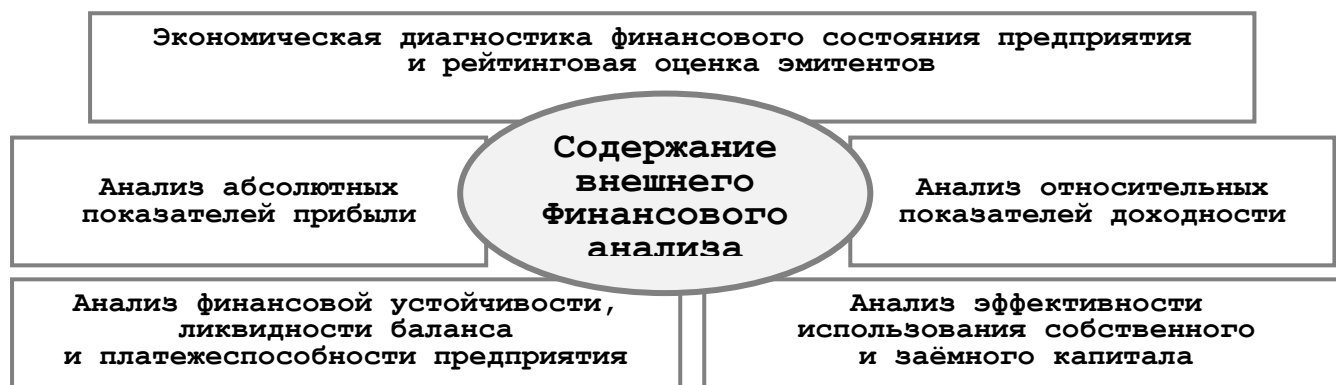 Экономическая диагностика финансового состояния предприятия
и рейтинговая оценка эмитентов
Содержание
внешнего
Финансового
анализа
Анализ абсолютных
показателей прибыли
Анализ относительных
показателей доходности
Анализ финансовой устойчивости,
ликвидности баланса
и платежеспособности предприятия
Анализ эффективности
использования собственного
и заёмного капитала